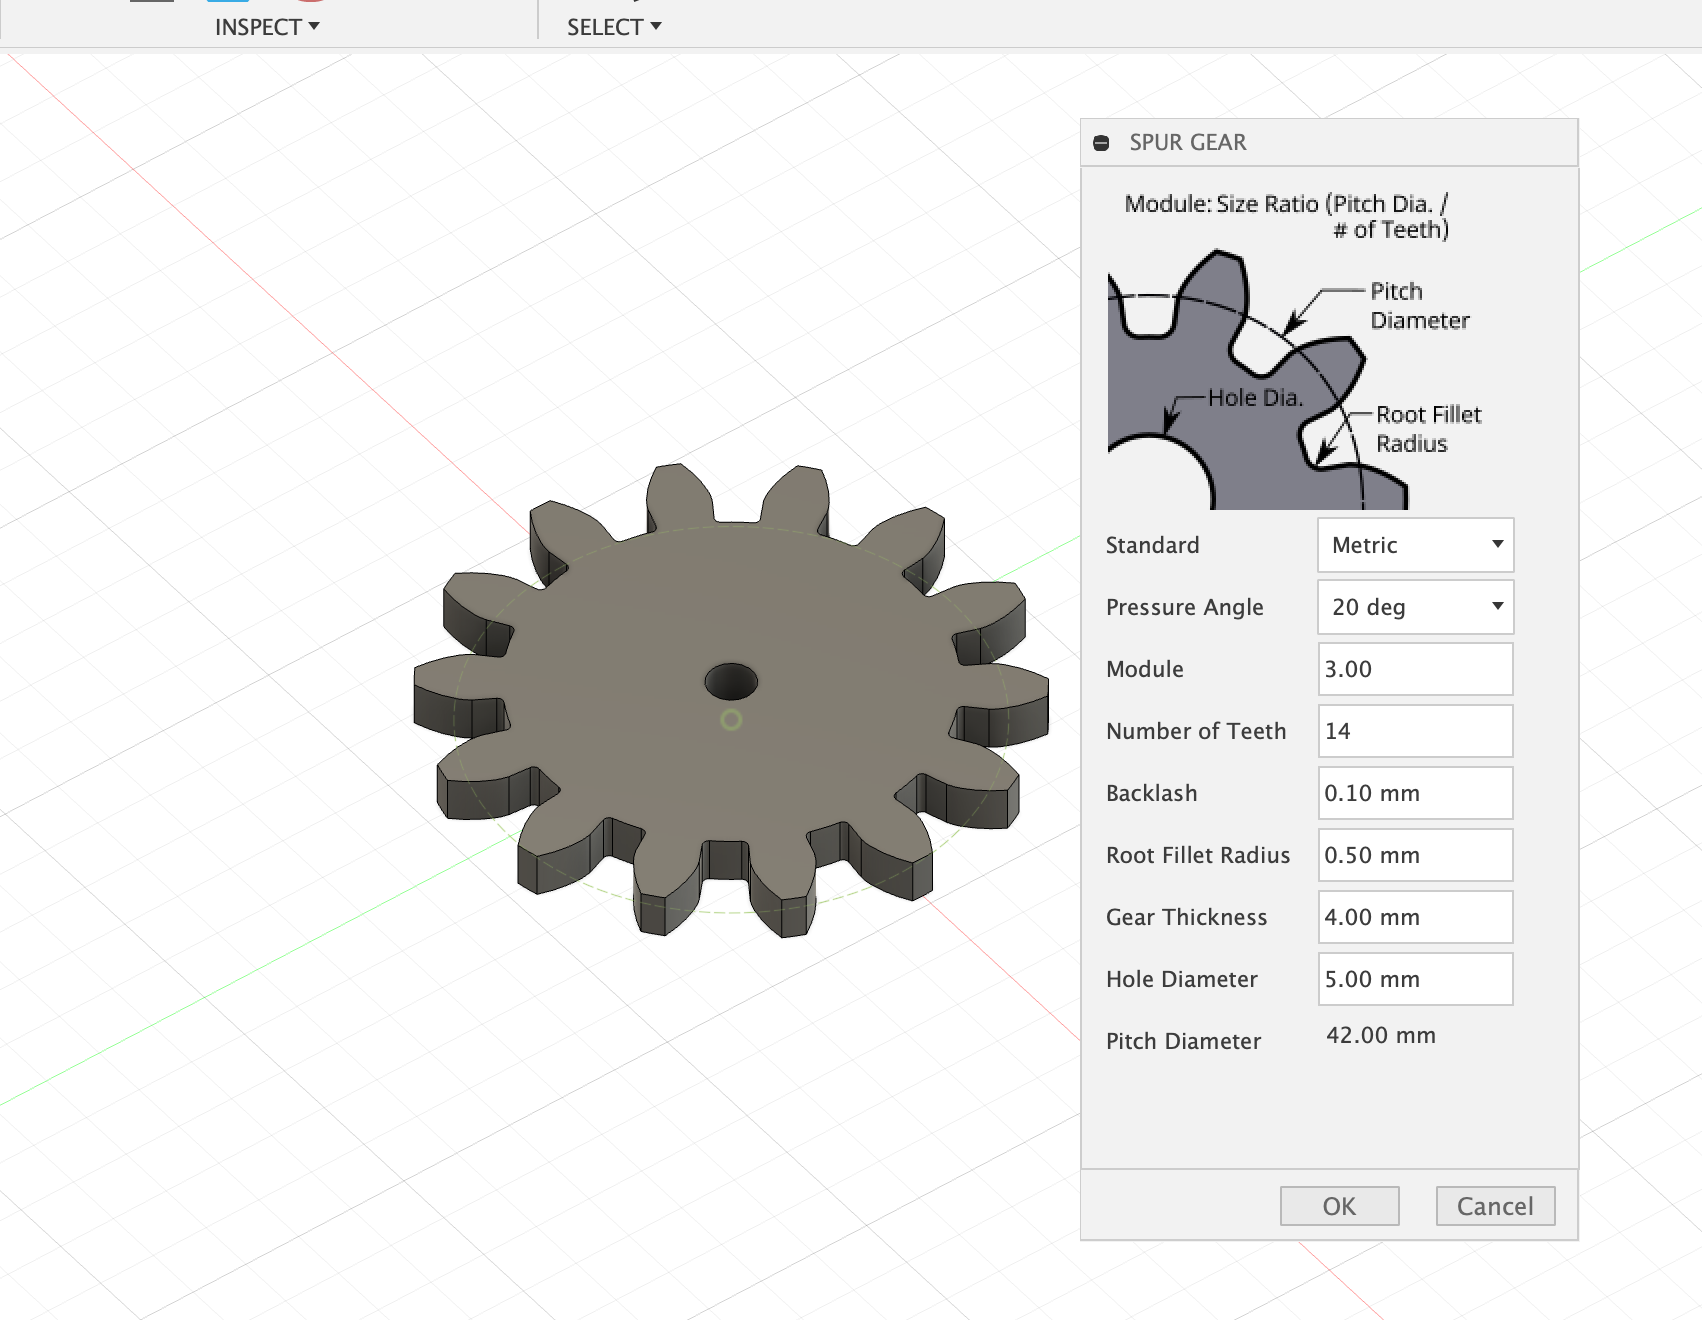 INSPECT
SELECT
SPUR GEAR
Module: Size Ratio (Pitch Dia. /
# of Teeth)
Pitch
Diameter
Hole Dia.
Root Fillet
Radius
Standard Metric
Pressure Angle 20 deg
Module 3.00
Number of Teeth 14
Backlash 0.10 mm
Root Fillet Radius 0.50 mm
Gear Thickness 4.00 mm
Hole Diameter 5.00 mm
Pitch Diameter 42.00 mm
OK Cancel